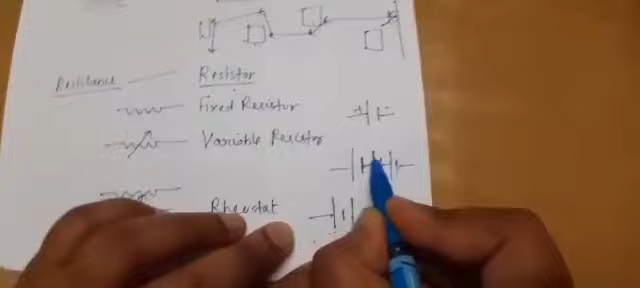 Resistance Resistor
Fixed Resistor
Variable Resistor
Rheostat